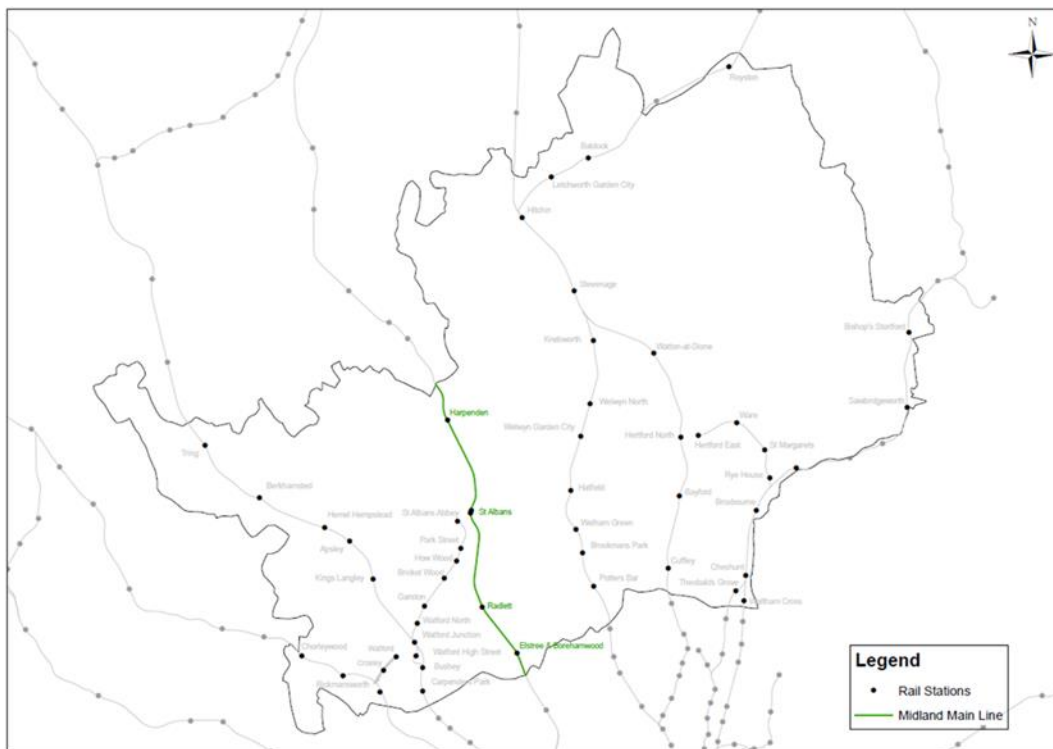 N
Royston
Baldock
Letchworth Garden City
Hitchin
Stevenage
Bishop's Stortford
Knebworth
Watton-at-Stone
Sawbridgeworth
Welwyn North
Harpenden
Ware
Welwyn Garden City
Hertford North
Hertford East
St Margarets
Tring
Rye House
Berkhamsted
Hatfield
Bayford
Broxbourne
St Albans Abbey
St Albans
Hemel Hempstead
Welham Green
Park Street
Apsley
Brookmans Park
How Wood
Cuffley
Cheshunt
Kings Langley
Bricket Wood
Theobalds Grove
Potters Bar
Waltham Cross
Garston
Radlett
Watford North
Watford Junction
Chorleywood
Watford
Watford High Street
Elstree & Borehamwood
Croxley
Bushey
Rickmansworth
Carpenders Park
Legend
Rail Stations
Midland Main Line